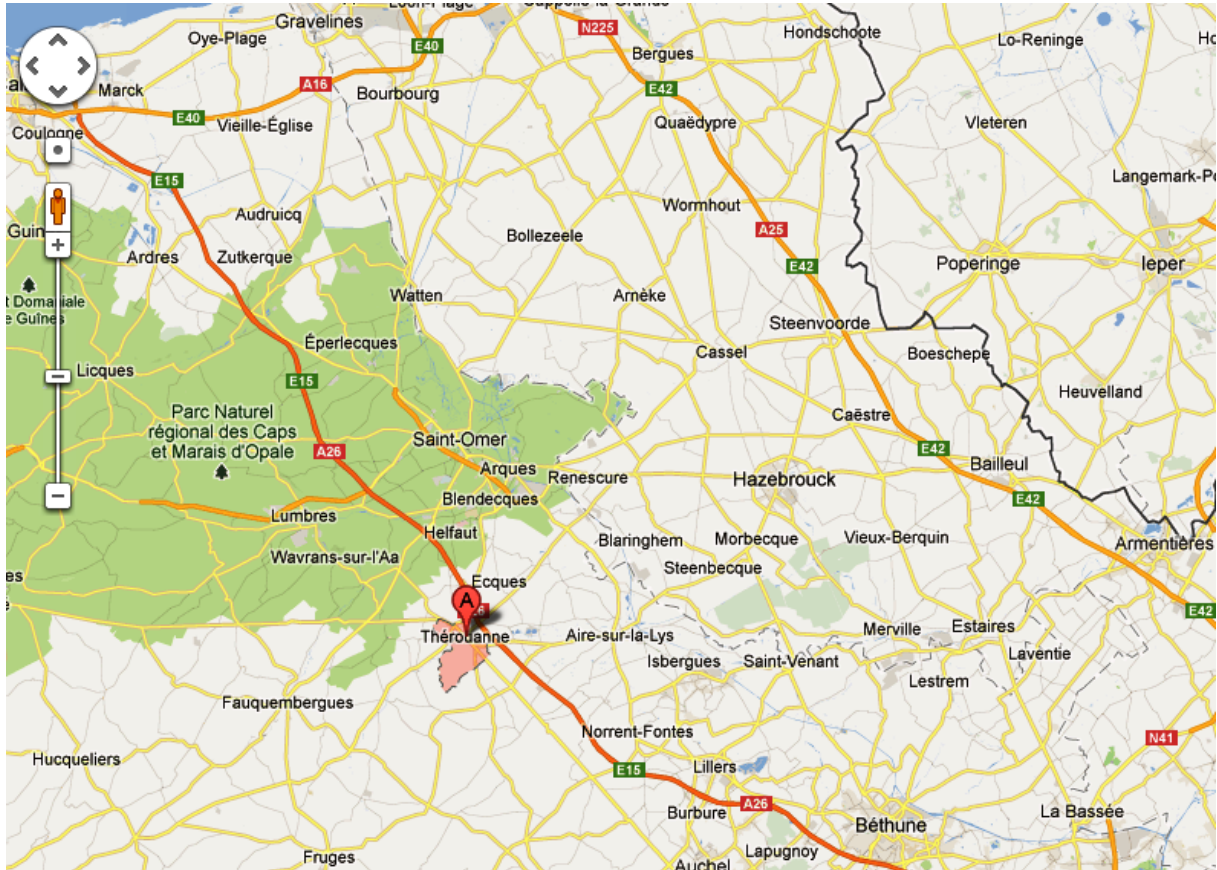 Gravelines
Oye-Plage
N225
Hondschoote
Lo-Reninge
E40
Bergues
Marck
A16
Bourbourg
E42
E40
Vieille-Église
Quaëdypre
Vleteren
Coulogne
E15
Langemark-Po
Audruicq
Wormhout
Guin
Bollezeele
A25
Ardres
Zutkerque
E42
Poperinge
Ieper
Watten
Arnêke
t Domaniale
e Guînes
Steenvoorde
Éperlecques
Cassel
Boeschepe
Licques
E15
Heuvelland
Parc Naturel
régional des Caps
et Marais d'Opale
Caëstre
Saint-Omer
A26
E42
Arques
Renescure
Hazebrouck
Bailleul
Blendecques
E42
Lumbres
Helfaut
Blaringhem
Morbecque
Vieux-Berquin
Armentières
Wavrans-sur-l'Aa
Steenbecque
Ecques
A
E42
Thérouanne
Aire-sur-la-Lys
Merville
Estaires
Isbergues
Saint-Venant
Laventie
Lestrem
Fauquembergues
Norrent-Fontes
N41
Hucqueliers
E15
Lillers
Burbure
A26
La Bassée
Béthune
Fruges
Lapugnoy
Auchel